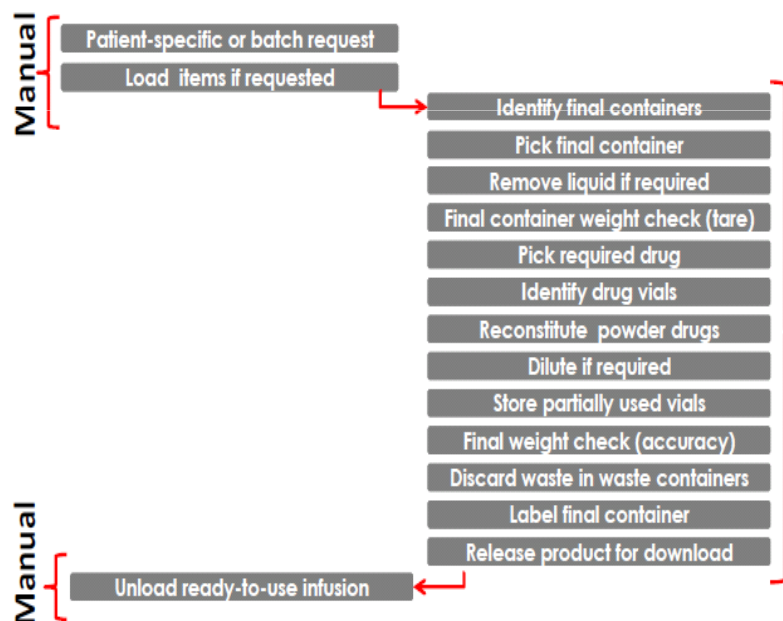 Manual
Patient-specific or batch request
Load items if requested
Identify final containers
Pick final container
Remove liquid if required
Final container weight check (tare)
Pick required drug
Identify drug vials
Reconstitute powder drugs
Dilute if required
Store partially used vials
Final weight check (accuracy)
Discard waste in waste containers
Label final container
Release product for download
Manual
Unload ready-to-use infusion